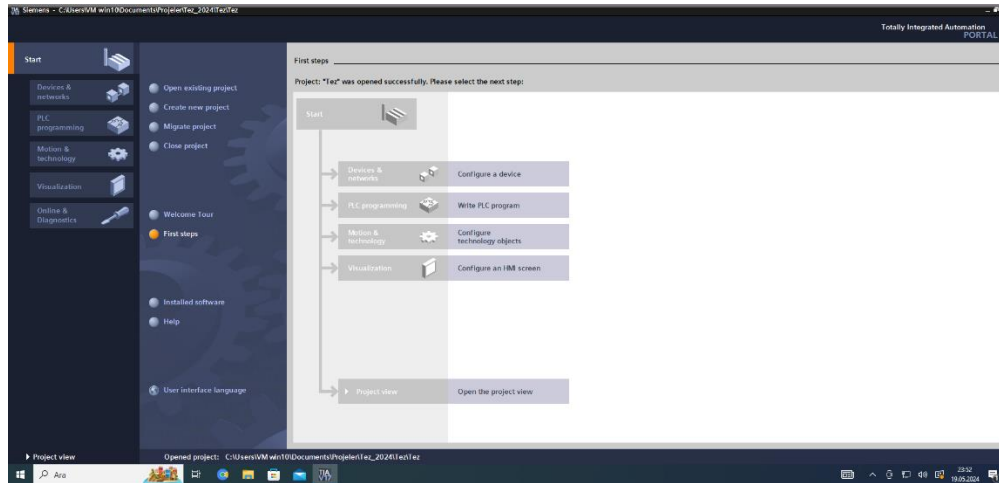 Siemens - C:\Users\VM win10\Documents\Projeler\Tez_2024\Tez\Tez
Totally Integrated Automation
PORTAL
Start
Devices &
networks
PLC
programming
Motion &
technology
Visualization
Online &
Diagnostics
Open existing project
Create new project
Migrate project
Close project
Welcome Tour
First steps
Installed software
Help
User interface language
First steps
Project: "Tez" was opened successfully. Please select the next step:
Start
Devices &
networks
Configure a device
PLC programming
Write PLC program
Motion &
technology
Configure
technology objects
Visualization
Configure an HMI screen
Project view
Open the project view
Project view
Opened project: C:\Users\VM win10\Documents\Projeler\Tez_2024\Tez\Tez
Ara
TIA
23:52
19.05.2024